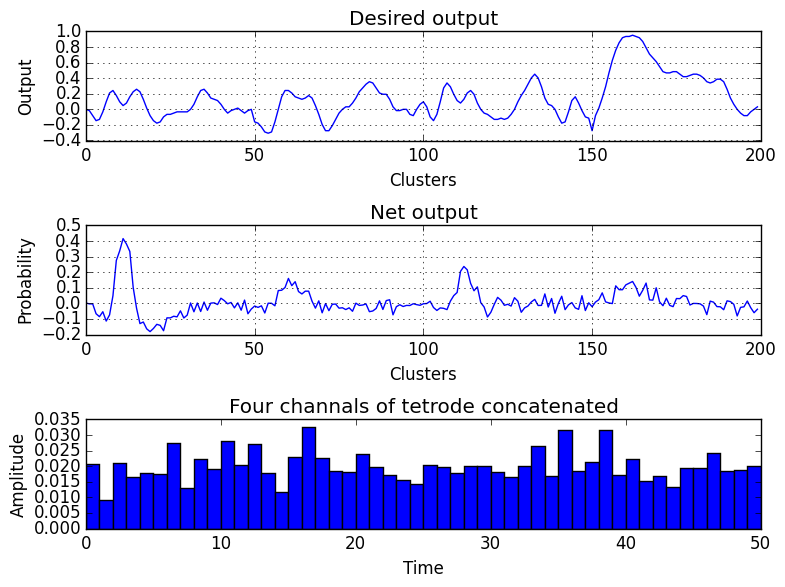 Desired output
1.0
0.8
0.6
0.4
0.2
0.0
−0.2
−0.4
Output
0 50 100 150 200
Clusters
Net output
0.5
0.4
0.3
0.2
0.1
0.0
−0.1
−0.2
Probability
0 50 100 150 200
Clusters
Four channels of tetrode concatenated
0.035
0.030
0.025
0.020
0.015
0.010
0.005
0.000
Amplitude
0 10 20 30 40 50
Time